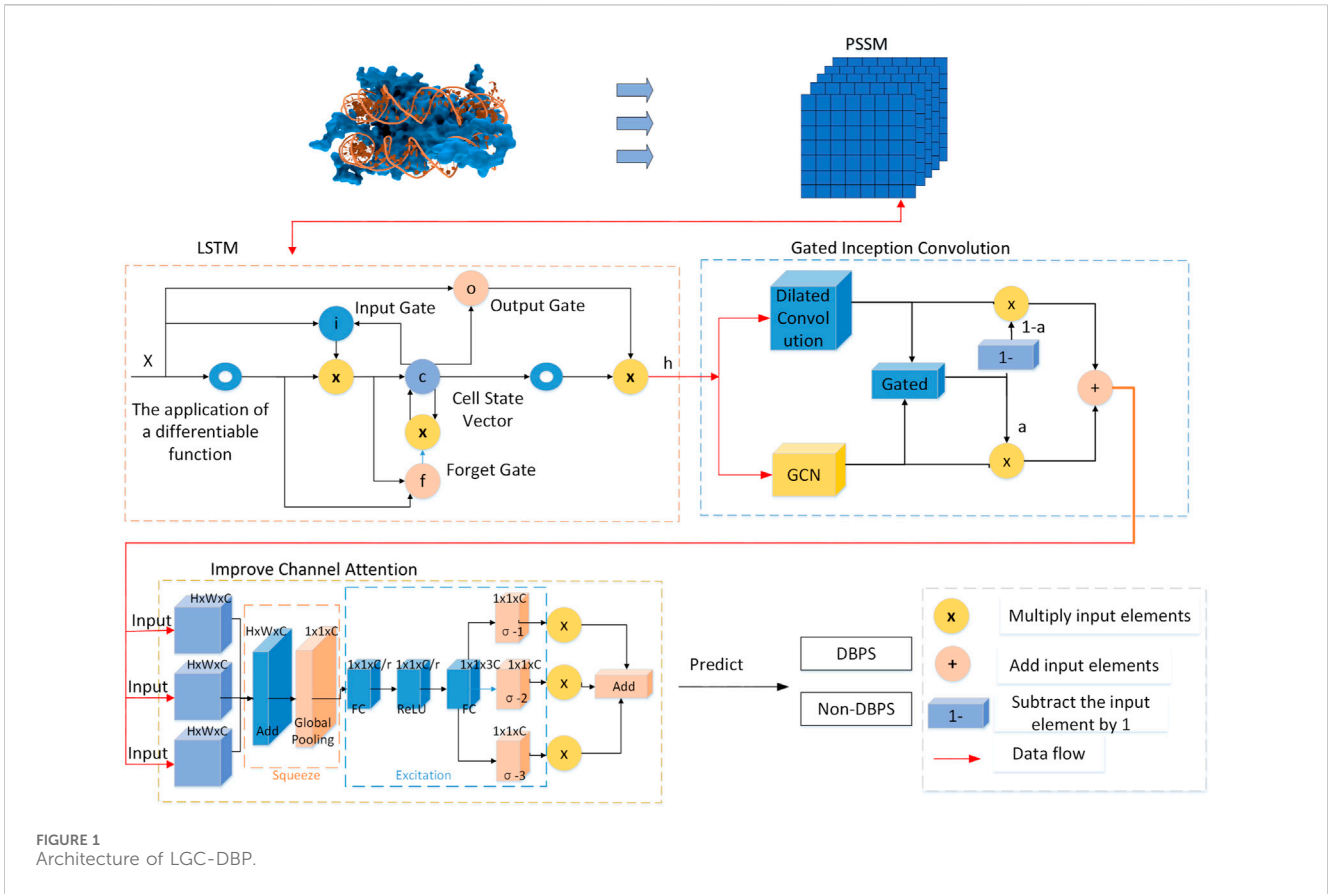 PSSM
LSTM
Gated Inception Convolution
X
The application of
a differentiable
function
i
Input Gate
o
Output Gate
x
c
Cell State
Vector
x
f
Forget Gate
x
h
Dilated
Convol
ution
GCN
Gated
x
1-a
1-
a
x
+
Improve Channel Attention
Input
HxWxC
Input
HxWxC
Input
HxWxC
HxWxC
Add
1x1xC
Global
Pooling
Squeeze
1x1xC/r
FC
1x1xC/r
ReLU
1x1x3C
FC
1x1xC
σ-1
1x1xC
σ-2
1x1xC
σ-3
Excitation
x
x
x
Add
Predict
DBPS
Non-DBPS
x
Multiply input elements
+
Add input elements
1-
Subtract the input
element by 1
Data flow
FIGURE 1
Architecture of LGC-DBP.